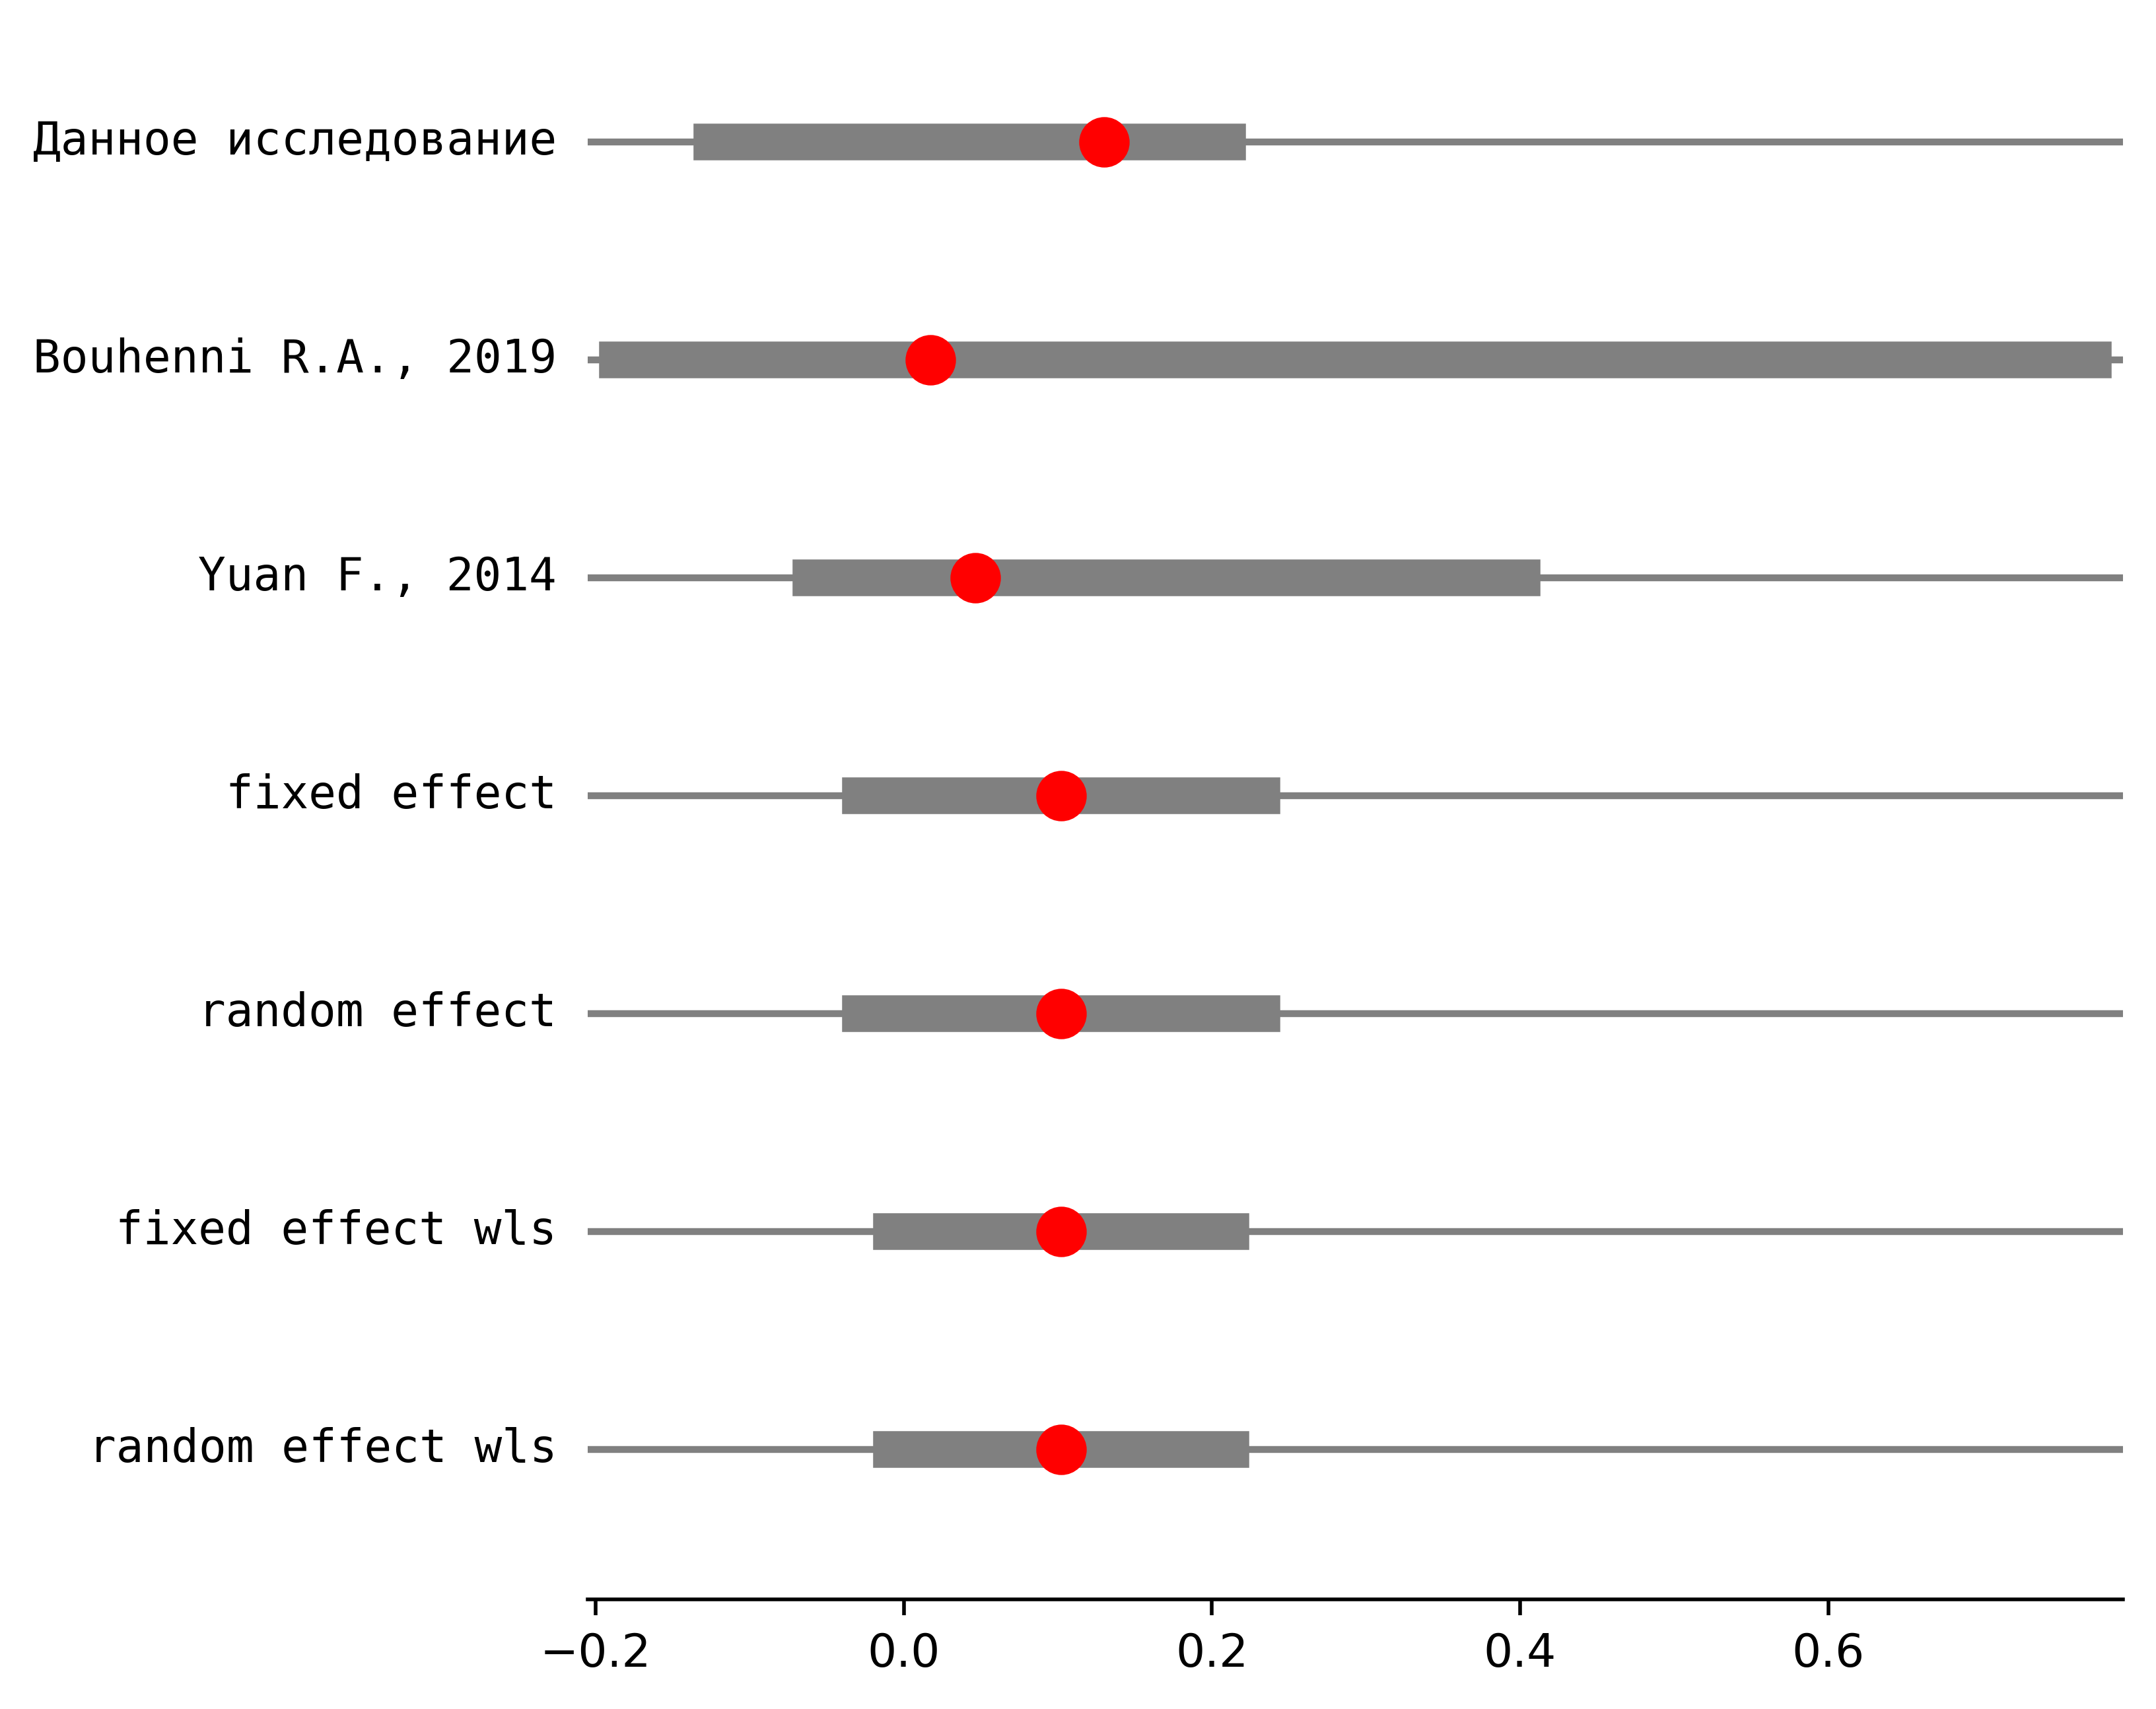 Данное исследование
Bouhenni R.A., 2019
Yuan F., 2014
fixed effect
random effect
fixed effect wls
random effect wls
−0.2 0.0 0.2 0.4 0.6